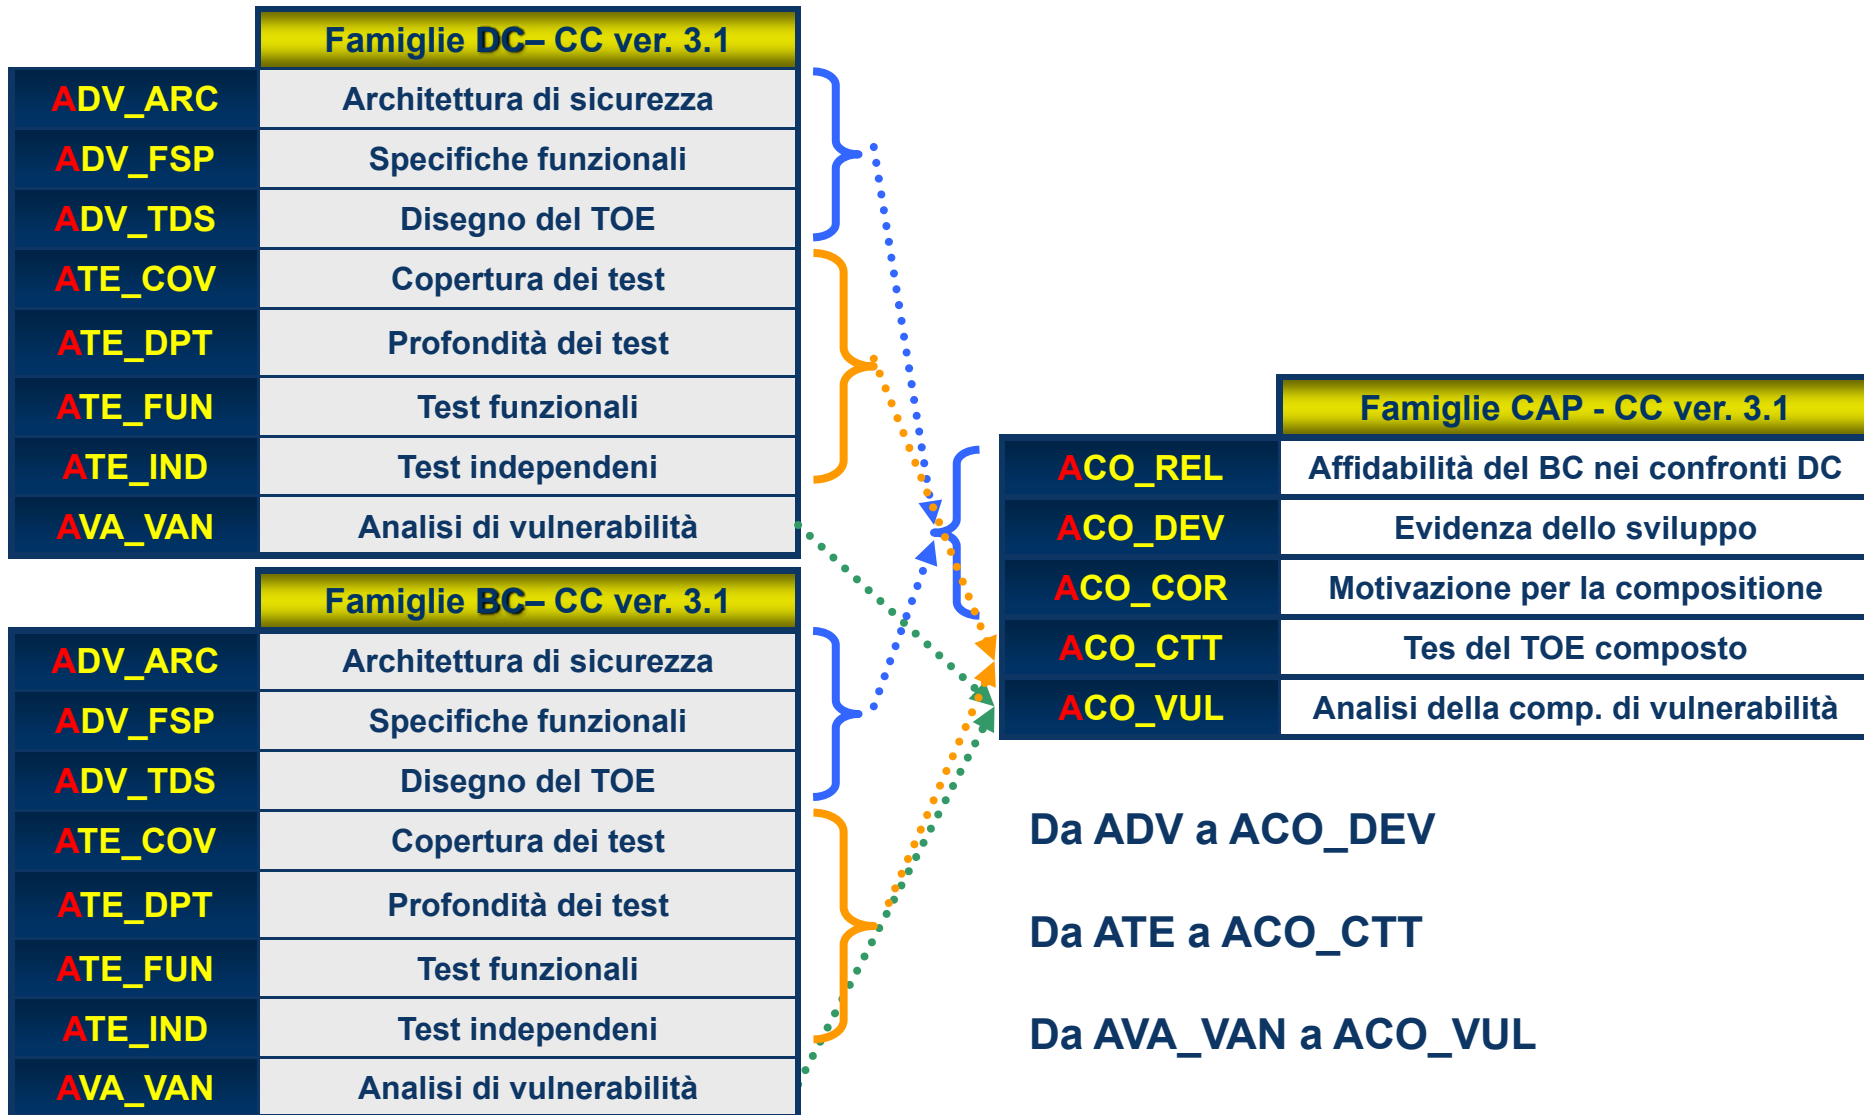 Famiglie DC– CC ver. 3.1
ADV_ARC Architettura di sicurezza
ADV_FSP Specifiche funzionali
ADV_TDS Disegno del TOE
ATE_COV Copertura dei test
ATE_DPT Profondità dei test
ATE_FUN Test funzionali
ATE_IND Test independeni
AVA_VAN Analisi di vulnerabilità
Famiglie BC– CC ver. 3.1
ADV_ARC Architettura di sicurezza
ADV_FSP Specifiche funzionali
ADV_TDS Disegno del TOE
ATE_COV Copertura dei test
ATE_DPT Profondità dei test
ATE_FUN Test funzionali
ATE_IND Test independeni
AVA_VAN Analisi di vulnerabilità
Famiglie CAP - CC ver. 3.1
ACO_REL Affidabilità del BC nei confronti DC
ACO_DEV Evidenza dello sviluppo
ACO_COR Motivazione per la compositione
ACO_CTT Tes del TOE composto
ACO_VUL Analisi della comp. di vulnerabilità
Da ADV a ACO_DEV
Da ATE a ACO_CTT
Da AVA_VAN a ACO_VUL